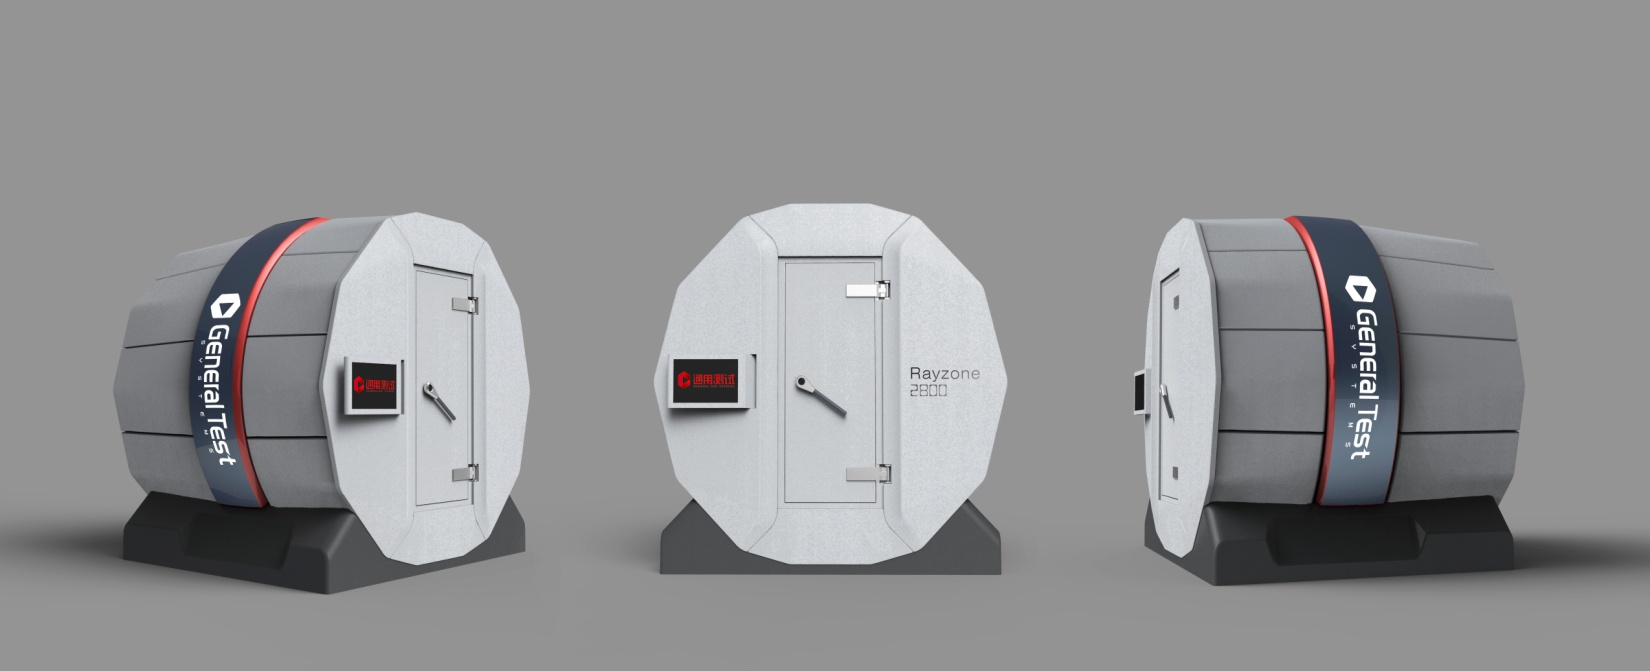 General Test
SYSTEMS
通用测试
通用测试
Rayzone
2800
General Test
SYSTEMS